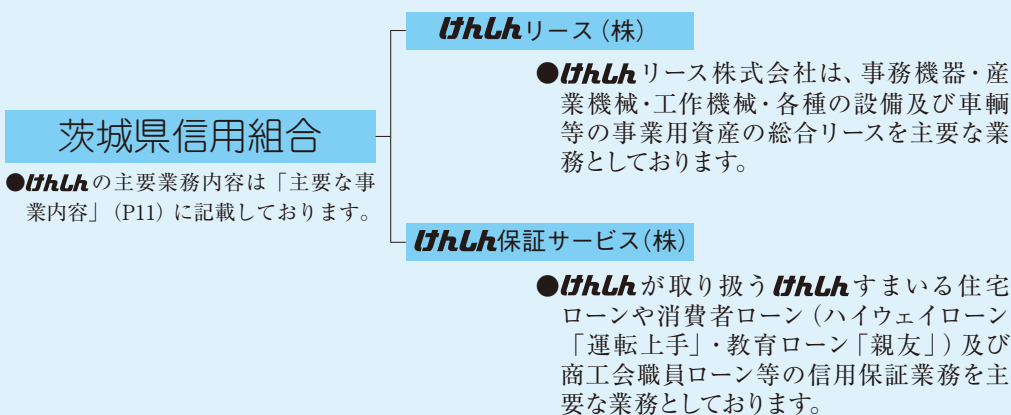 けんしんリース（株）
●けんしんリース株式会社は、事務機器・産
業機械・工作機械・各種の設備及び車輌
等の事業用資産の総合リースを主要な業
務としております。
茨城県信用組合
●けんしんの主要業務内容は「主要な事
業内容」（P11）に記載しております。
けんしん保証サービス（株）
●けんしんが取り扱うけんしんすまいる住宅
ローンや消費者ローン（ハイウェイローン
「運転上手」・教育ローン「親友」）及び
商工会職員ローン等の信用保証業務を主
要な業務としております。